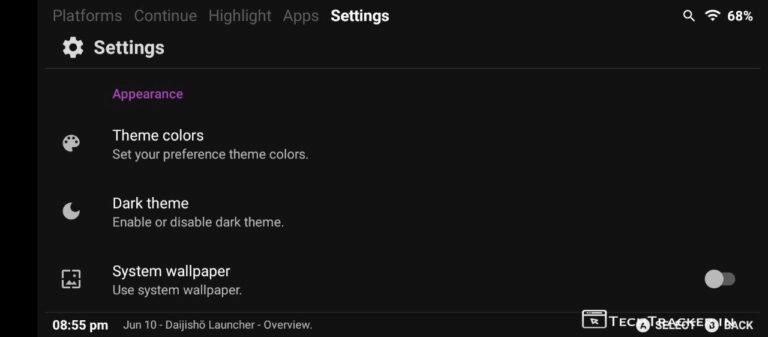 Platforms Continue Highlight Apps Settings 68%
Settings
Appearance
Theme colors
Set your preference theme colors.
Dark theme
Enable or disable dark theme.
System wallpaper
Use system wallpaper.
08:55 pm Jun 10 - Daijishō Launcher - Overview. A SELECT BACK
TECHTRACKER.IN